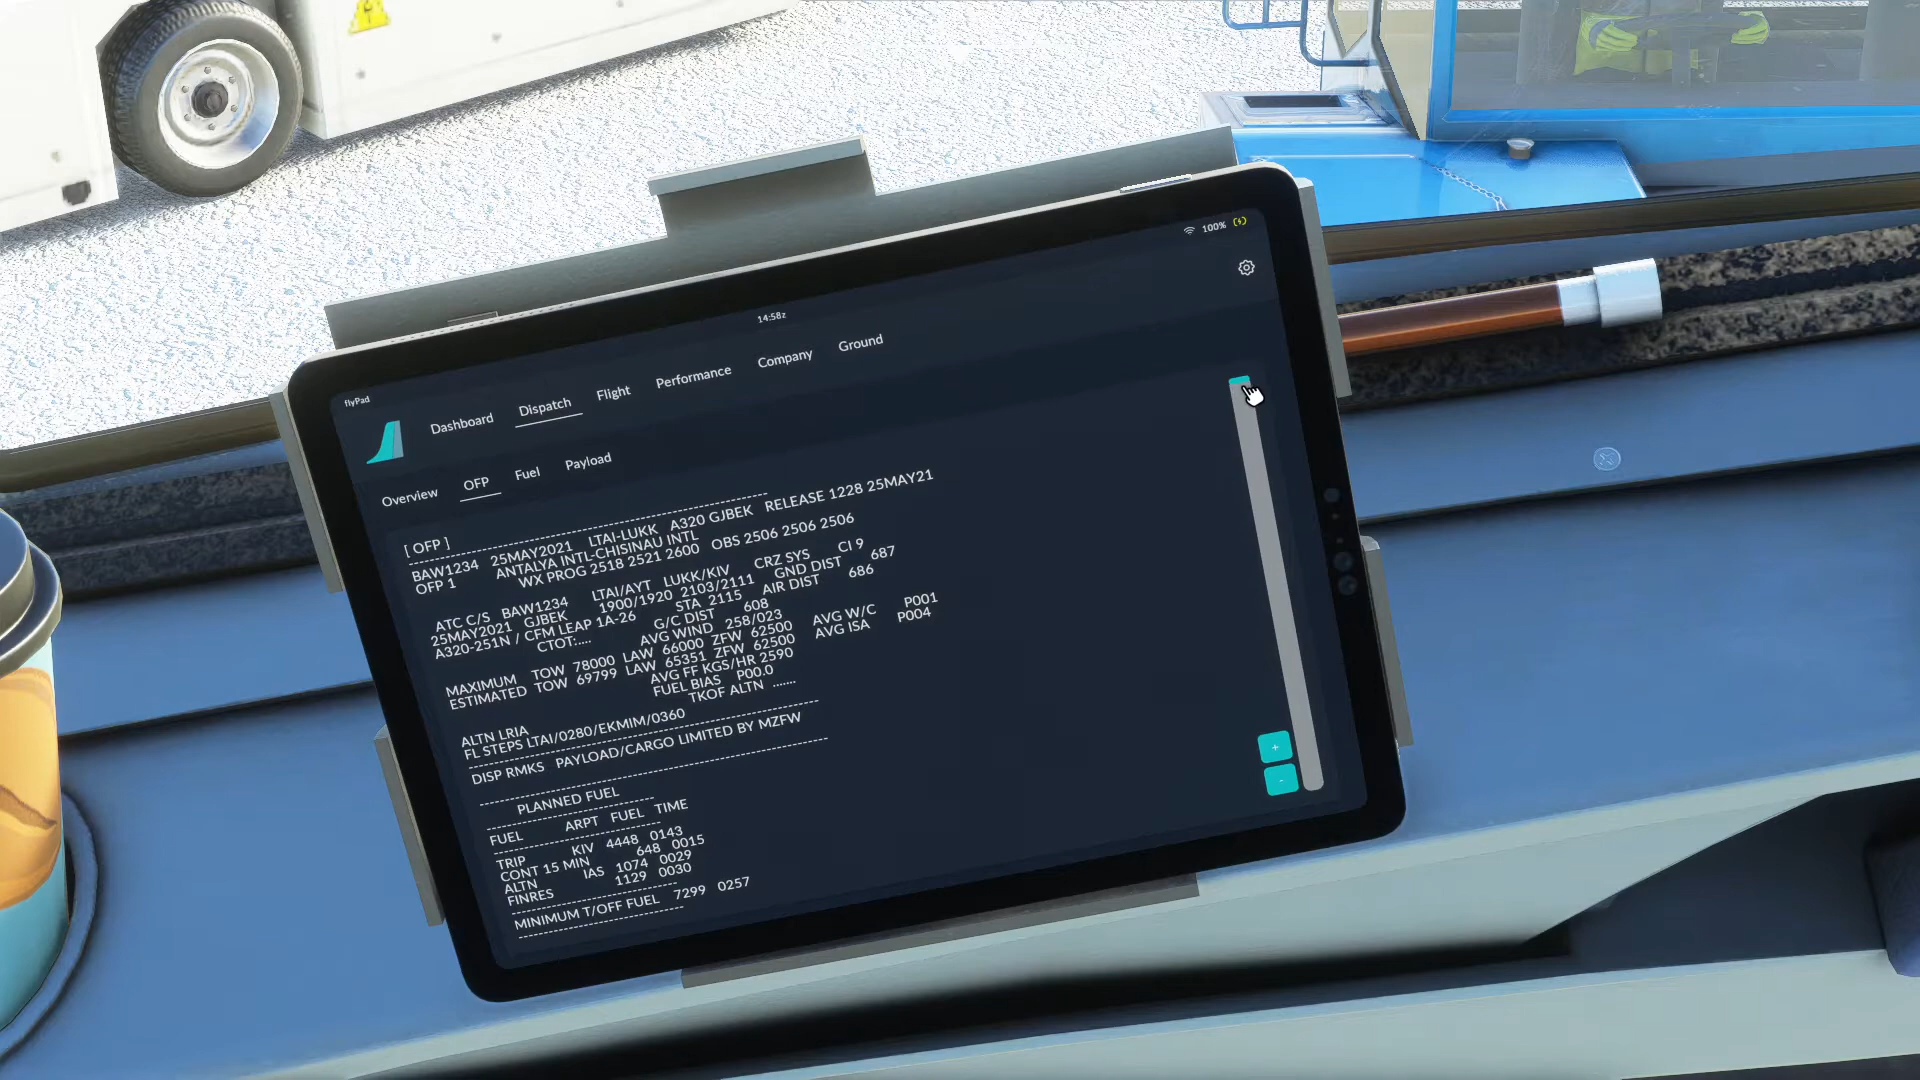 100%
14:58z
flyPad
Dashboard Dispatch Flight Performance Company Ground
Overview OFP Fuel Payload
[ OFP ]
BAW1234 25MAY2021 LTAI-LUKK A320 GJBEK RELEASE 1228 25MAY21
OFP 1 ANTALYA INTL-CHISINAU INTL
WX PROG 2518 2521 2600 OBS 2506 2506 2506
ATC C/S BAW1234 LTAI/AYT LUKK/KIV CRZ SYS CI 9
25MAY2021 GJBEK 1900/1920 2103/2111 GND DIST 687
A320-251N / CFM LEAP 1A-26 STA 2115 AIR DIST 686
CTOT:.... G/C DIST 608
AVG WIND 258/023
MAXIMUM TOW 78000 LAW 66000 ZFW 62500 AVG W/C P001
ESTIMATED TOW 69799 LAW 65351 ZFW 62500 AVG ISA P004
AVG FF KGS/HR 2590
FUEL BIAS P00.0
TKOF ALTN .......
ALTN LRIA
FL STEPS LTAI/0280/EKMIM/0360
DISP RMKS PAYLOAD/CARGO LIMITED BY MZFW
PLANNED FUEL
FUEL ARPT FUEL TIME
TRIP KIV 4448 0143
CONT 15 MIN 648 0015
ALTN IAS 1074 0029
FINRES 1129 0030
MINIMUM T/OFF FUEL 7299 0257
+
-